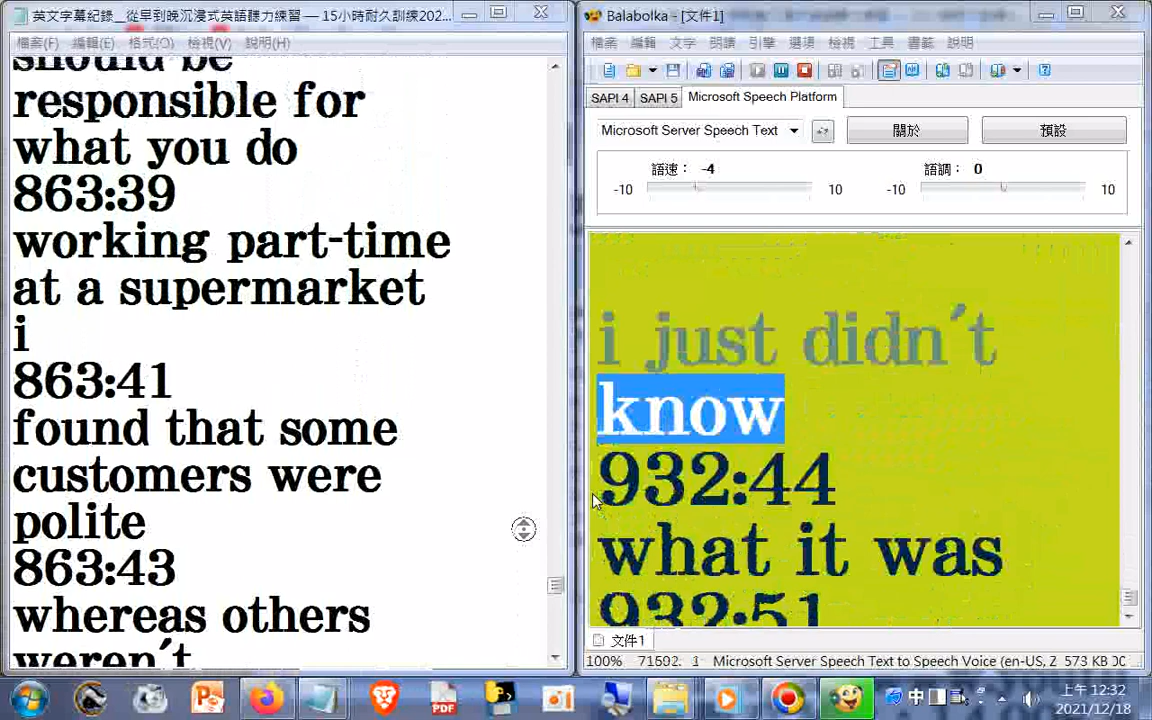 英文字幕紀錄__從早到晚沉浸式英語聽力練習 — 15小時耐久訓練202...
檔案(F) 編輯(E) 格式(O) 檢視(V) 說明(H)
should be
responsible for
what you do
863:39
working part-time
at a supermarket
i
863:41
found that some
customers were
polite
863:43
whereas others
weren't
Balabolka - [文件1]
檔案 編輯 文字 朗讀 引擎 選項 檢視 工具 書籤 說明
SAPI 4 SAPI 5 Microsoft Speech Platform
Microsoft Server Speech Text 關於 預設
語速： -4 語調： 0
-10 10 -10 10
i just didn't
know
932:44
what it was
932:51
文件1
100% 71502. 1 Microsoft Server Speech Text to Speech Voice (en-US, Z 573 KB
PDF 中 上午 12:32
2021/12/18